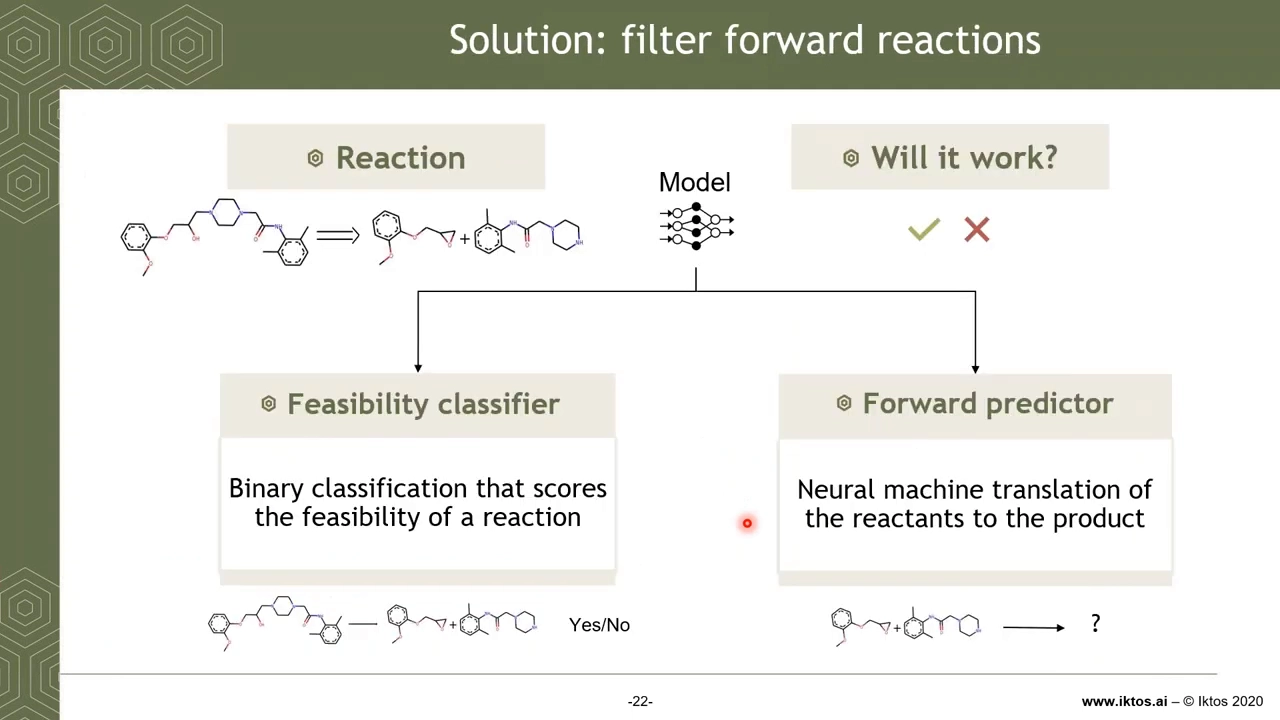 Solution: filter forward reactions
Reaction
Model
Will it work?
Feasibility classifier
Binary classification that scores
the feasibility of a reaction
Yes/No
Forward predictor
Neural machine translation of
the reactants to the product
?
-22-
www.iktos.ai – © Iktos 2020